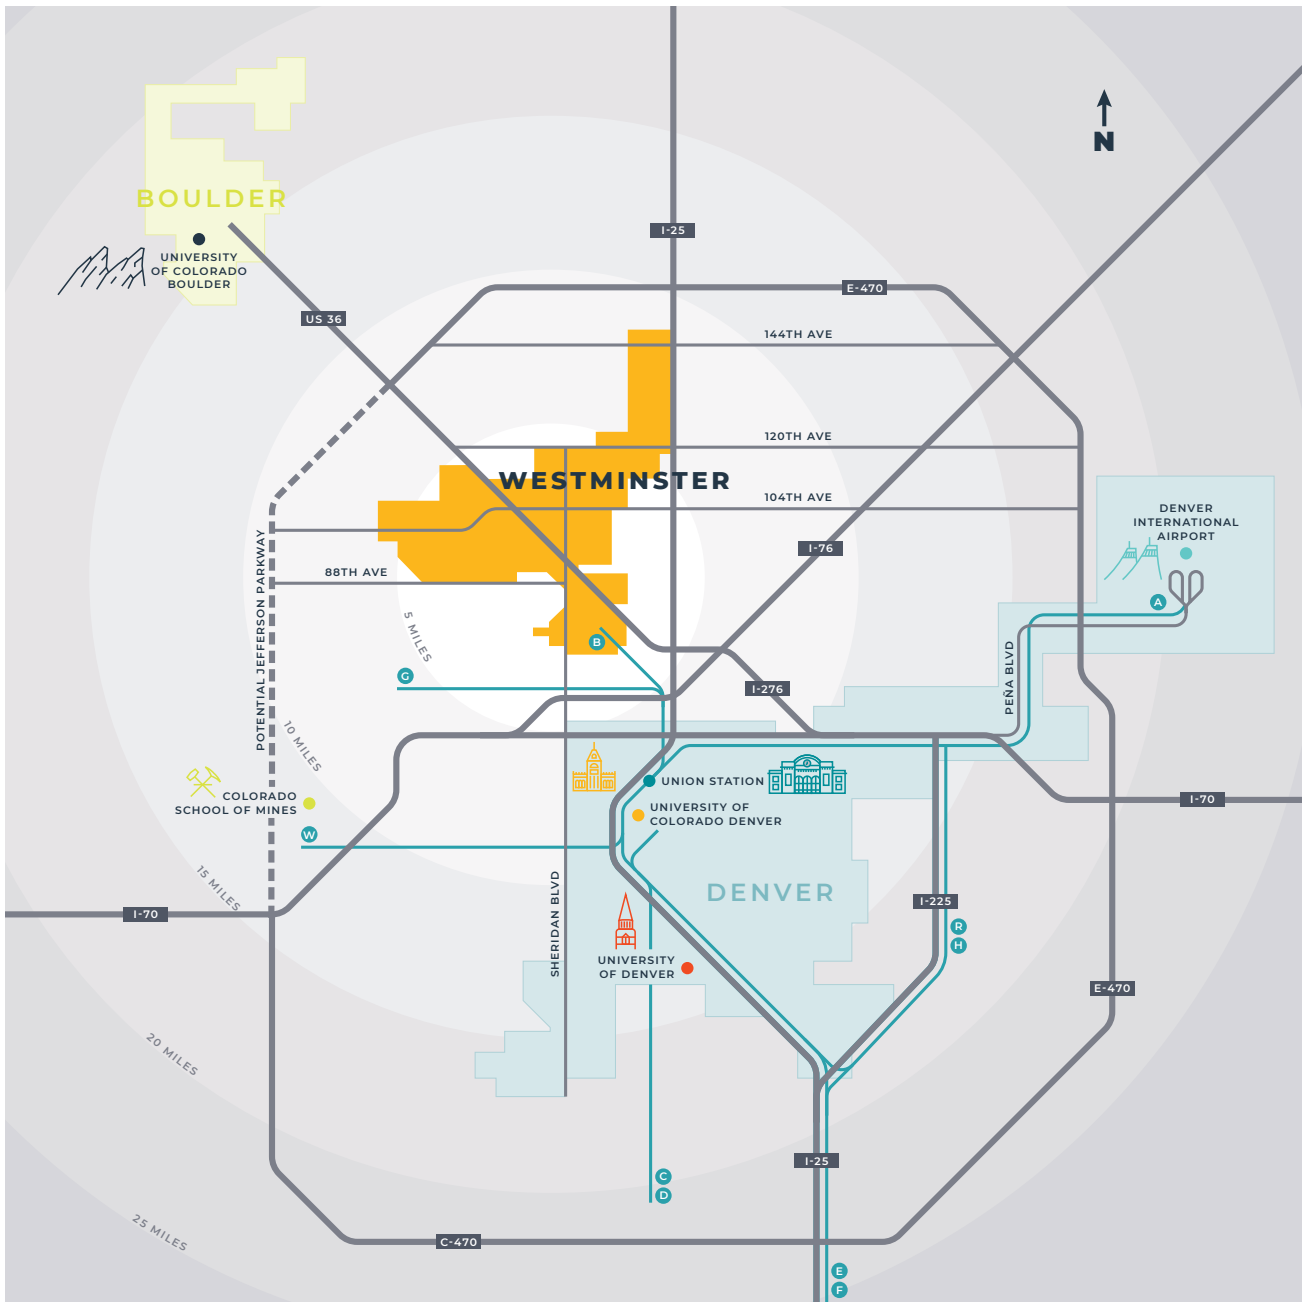 N
BOULDER
UNIVERSITY
OF COLORADO
BOULDER
I-25
E-470
US 36
144TH AVE
120TH AVE
WESTMINSTER
104TH AVE
DENVER
INTERNATIONAL
AIRPORT
I-76
88TH AVE
A
POTENTIAL JEFFERSON PARKWAY
5 MILES
B
G
PEÑA BLVD
I-276
10 MILES
UNION STATION
COLORADO
SCHOOL OF MINES
UNIVERSITY OF
COLORADO DENVER
I-70
W
15 MILES
DENVER
I-70
SHERIDAN BLVD
I-225
R
H
UNIVERSITY
OF DENVER
E-470
20 MILES
I-25
C
D
25 MILES
C-470
E
F